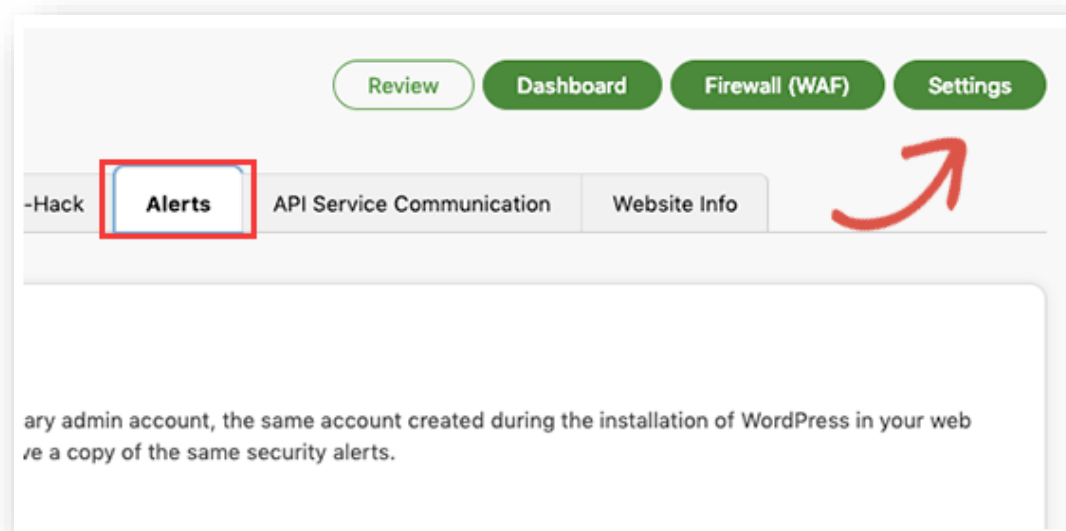 Review Dashboard Firewall (WAF) Settings
-Hack Alerts API Service Communication Website Info
ary admin account, the same account created during the installation of WordPress in your web
ve a copy of the same security alerts.